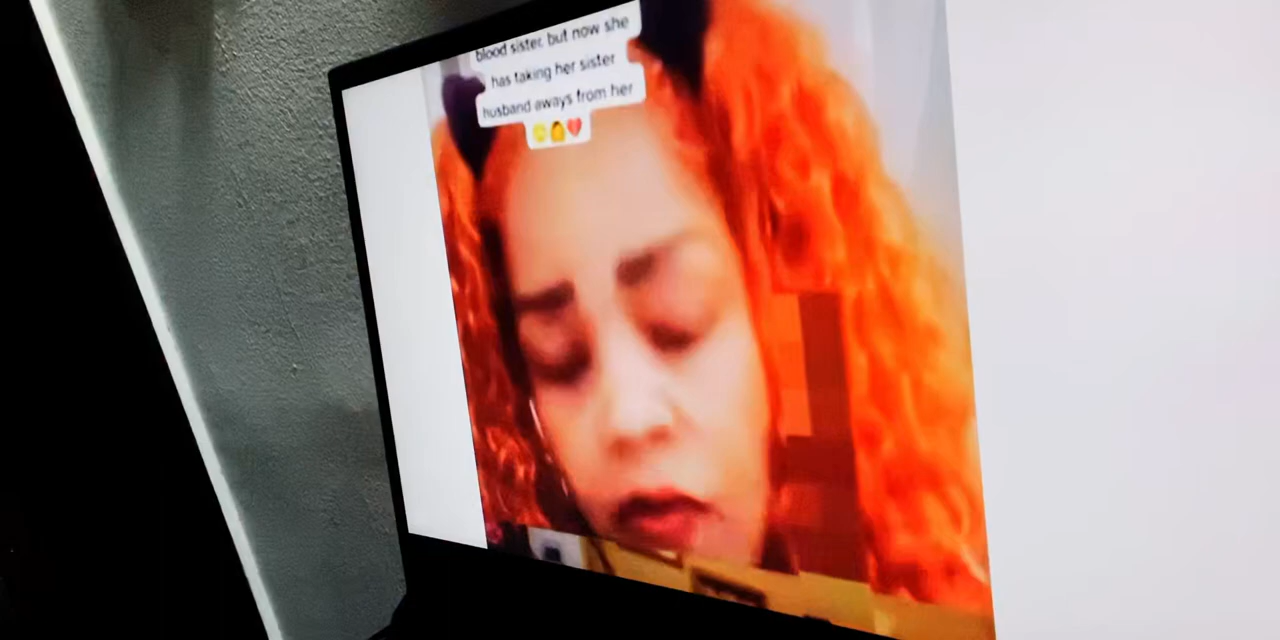 blood sister, but now she
has taking her sister
husband aways from her
🙂🙍💔